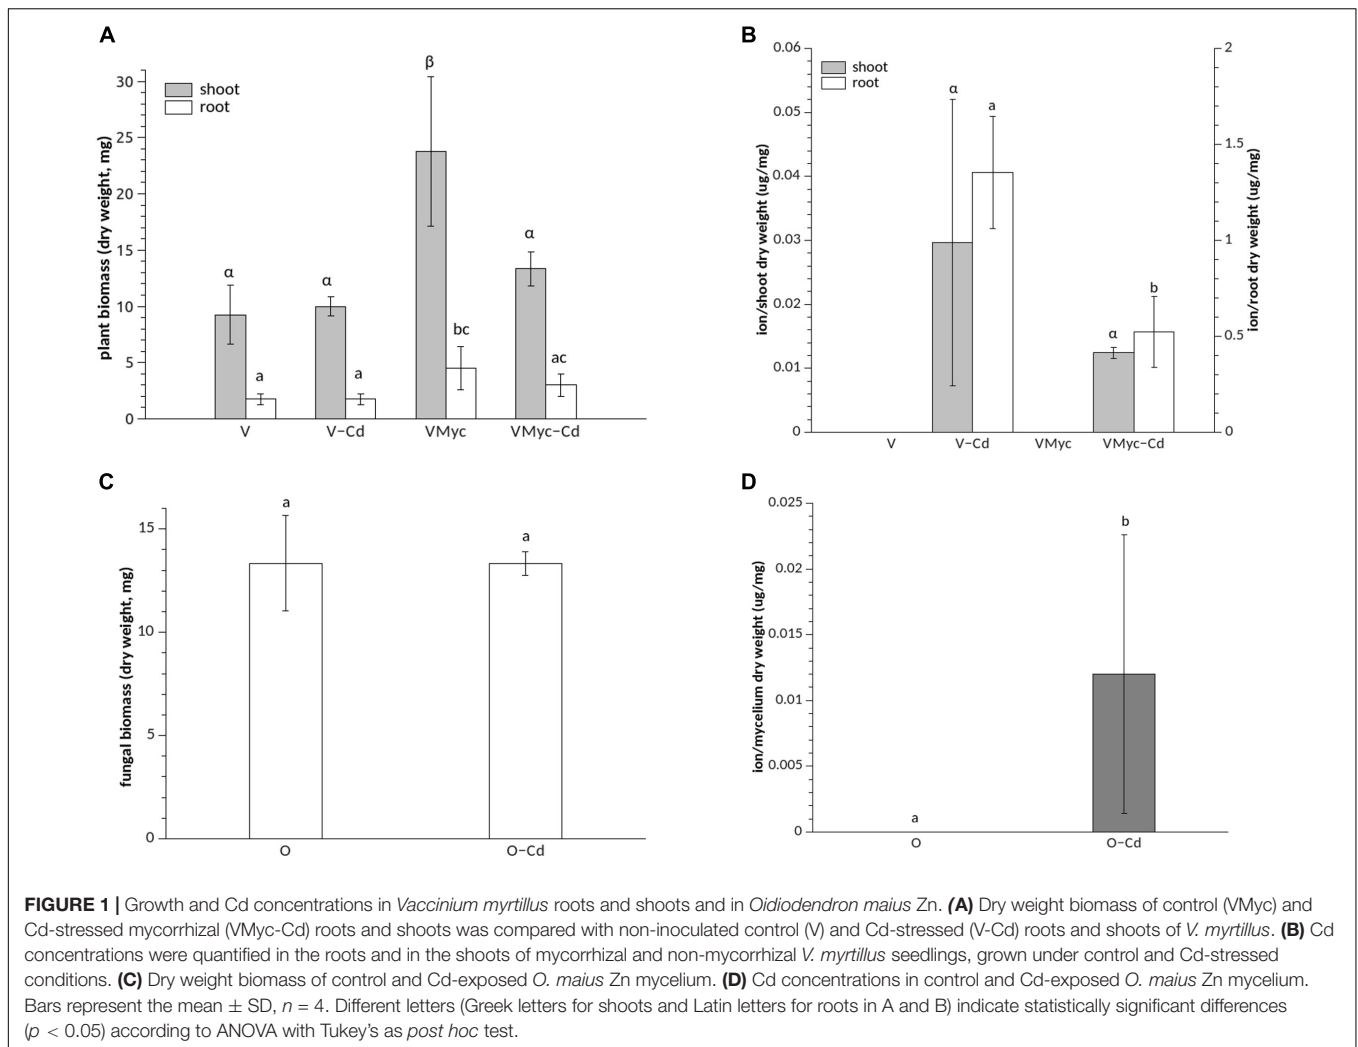 A
plant biomass (dry weight, mg)
30
25
20
15
10
5
0
shoot
root
α
a
α
a
β
bc
α
ac
V
V−Cd
VMyc
VMyc−Cd
B
ion/shoot dry weight (ug/mg)
0.06
0.05
0.04
0.03
0.02
0.01
0
shoot
root
α
a
α
b
2
1.5
1
0.5
0
ion/root dry weight (ug/mg)
V
V−Cd
VMyc
VMyc−Cd
C
fungal biomass (dry weight, mg)
15
10
5
0
a
a
O
O−Cd
D
ion/mycelium dry weight (ug/mg)
0.025
0.02
0.015
0.01
0.005
0
a
b
O
O−Cd
FIGURE 1 | Growth and Cd concentrations in Vaccinium myrtillus roots and shoots and in Oidiodendron maius Zn. (A) Dry weight biomass of control (VMyc) and
Cd-stressed mycorrhizal (VMyc-Cd) roots and shoots was compared with non-inoculated control (V) and Cd-stressed (V-Cd) roots and shoots of V. myrtillus. (B) Cd
concentrations were quantified in the roots and in the shoots of mycorrhizal and non-mycorrhizal V. myrtillus seedlings, grown under control and Cd-stressed
conditions. (C) Dry weight biomass of control and Cd-exposed O. maius Zn mycelium. (D) Cd concentrations in control and Cd-exposed O. maius Zn mycelium.
Bars represent the mean ± SD, n = 4. Different letters (Greek letters for shoots and Latin letters for roots in A and B) indicate statistically significant differences
(p < 0.05) according to ANOVA with Tukey's as post hoc test.